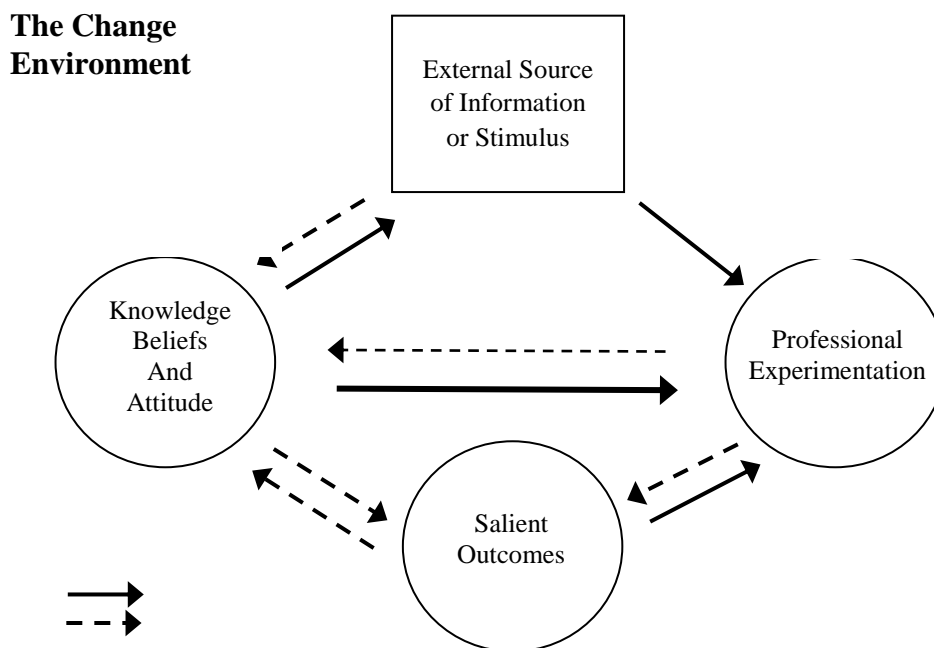 The Change
Environment
External Source
of Information
or Stimulus
Knowledge
Beliefs
And
Attitude
Professional
Experimentation
Salient
Outcomes